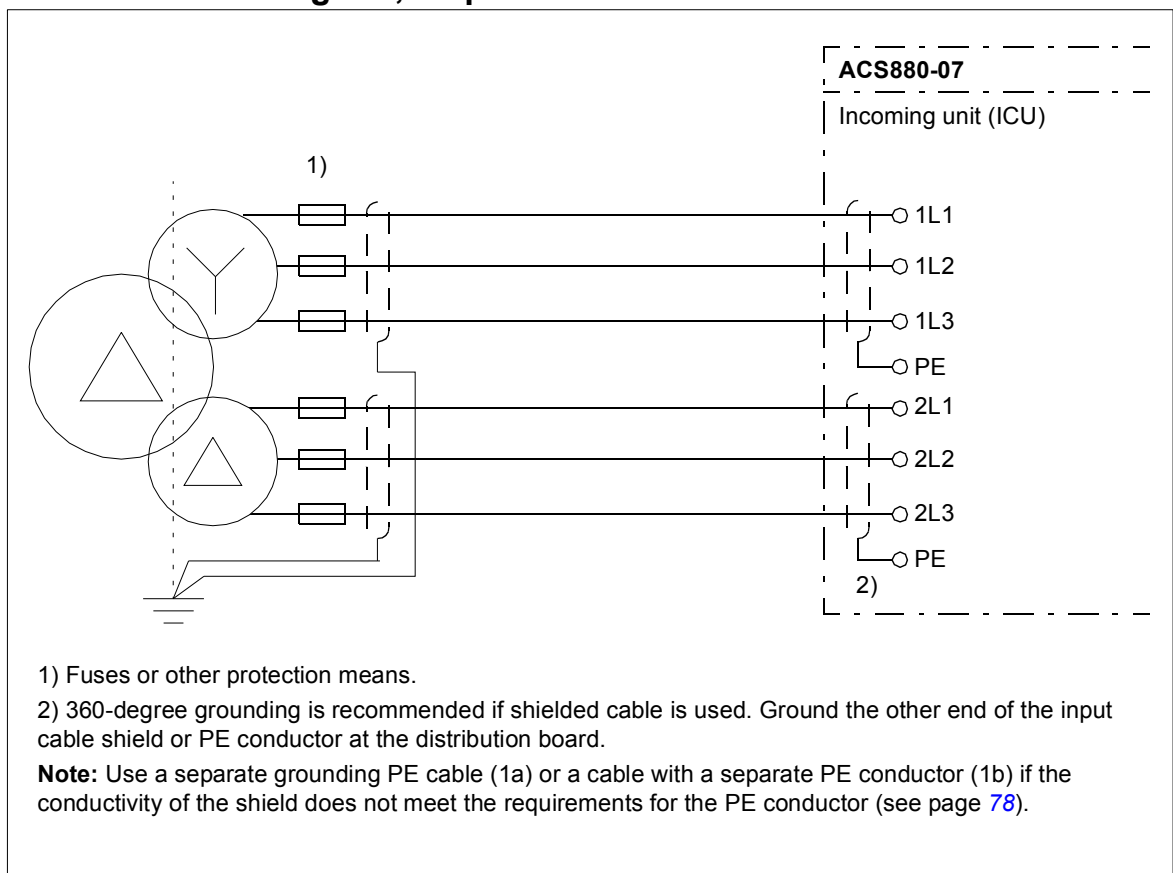 ACS880-07
Incoming unit (ICU)
1)
1L1
1L2
1L3
PE
2L1
2L2
2L3
PE
2)
1) Fuses or other protection means.
2) 360-degree grounding is recommended if shielded cable is used. Ground the other end of the input
cable shield or PE conductor at the distribution board.
Note: Use a separate grounding PE cable (1a) or a cable with a separate PE conductor (1b) if the
conductivity of the shield does not meet the requirements for the PE conductor (see page 78).